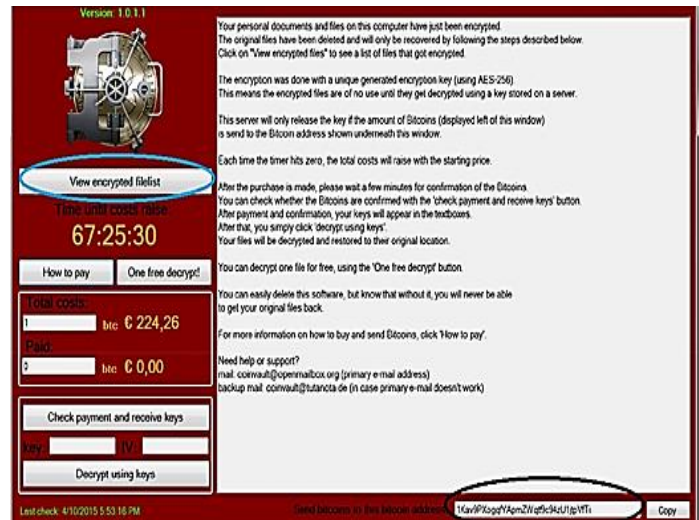 Version: 1.0.1.1
Your personal documents and files on this computer have just been encrypted.
The original files have been deleted and will only be recovered by following the steps described below.
Click on "View encrypted files" to see a list of files that got encrypted.
The encryption was done with a unique generated encryption key (using AES-256).
This means the encrypted files are of no use until they get decrypted using a key stored on a server.
This server will only release the key if the amount of Bitcoins (displayed left of this window)
is send to the Bitcoin address shown underneath this window.
Each time the timer hits zero, the total costs will raise with the starting price.
After the purchase is made, please wait a few minutes for confirmation of the Bitcoins.
You can check whether the Bitcoins are confirmed with the 'check payment and receive keys' button.
After payment and confirmation, your keys will appear in the textboxes.
After that, you simply click 'decrypt using keys'.
Your files will be decrypted and restored to their original location.
You can decrypt one file for free, using the 'One free decrypt' button.
You can easily delete this software, but know that without it, you will never be able
to get your original files back.
For more information on how to buy and send Bitcoins, click 'How to pay'.
Need help or support?
mail: coinvault@openmailbox.org (primary e-mail address)
backup mail: coinvault@tutanota.de (in case primary e-mail doesn't work)
View encrypted filelist
Time until costs raise:
67:25:30
How to pay
One free decrypt!
Total costs:
1 btc € 224,26
Paid:
0 btc € 0,00
Check payment and receive keys
key: IV:
Decrypt using keys
Last check: 4/10/2015 5:53:16 PM
Send bitcoins to this bitcoin address:
Copy